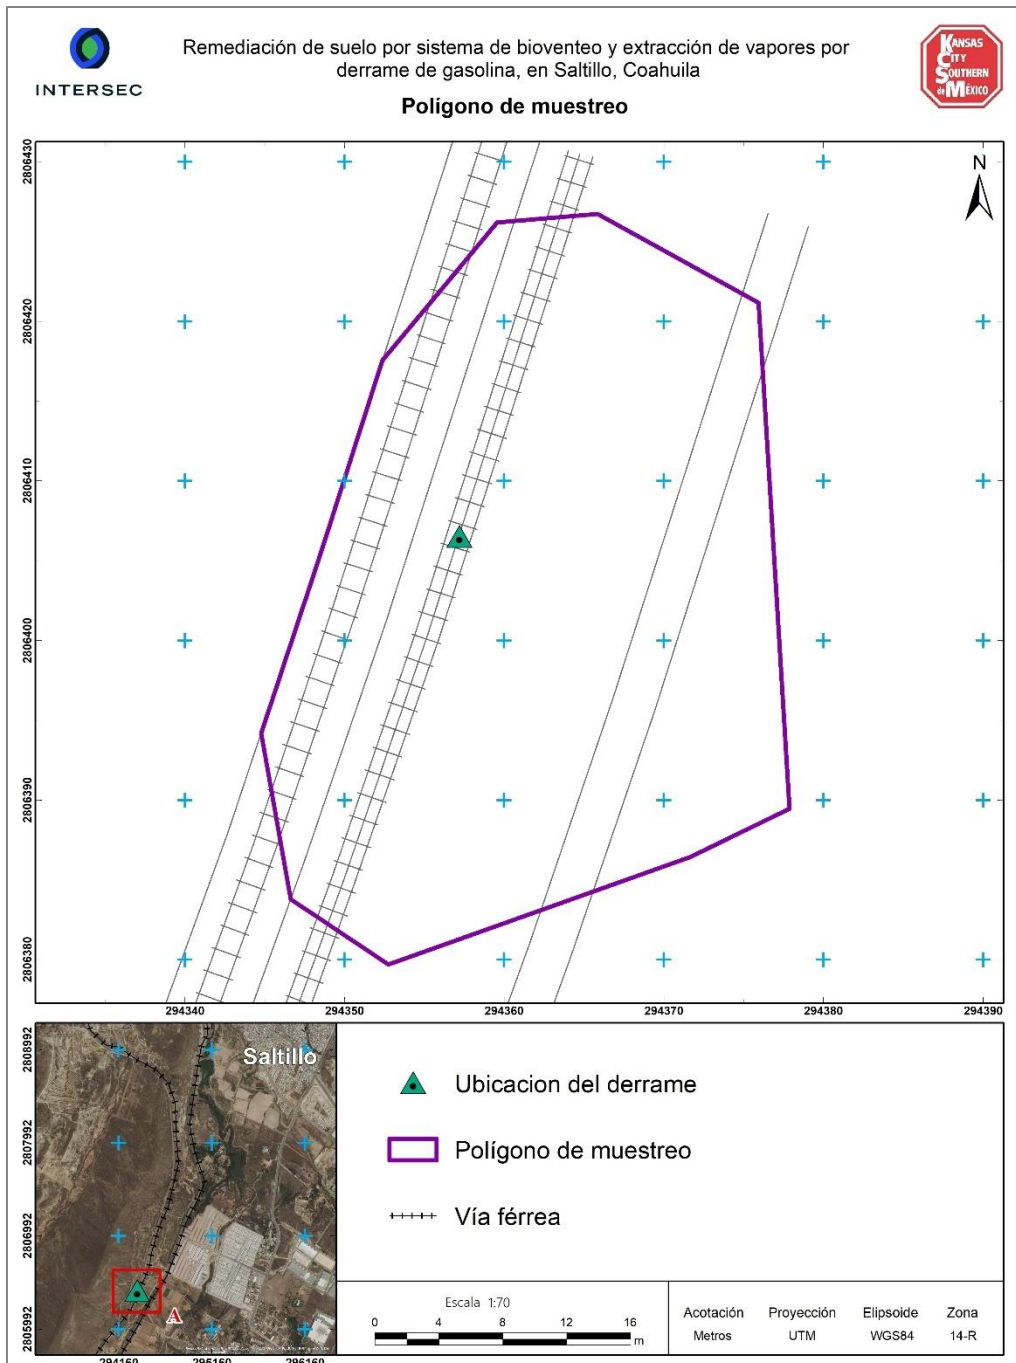 INTERSEC
Remediación de suelo por sistema de bioventeo y extracción de vapores por
derrame de gasolina, en Saltillo, Coahuila
Polígono de muestreo
KANSAS
CITY
SOUTHERN
de MÉXICO
N
2806430
2806420
2806410
2806400
2806390
2806380
294340
294350
294360
294370
294380
294390
Saltillo
2808992
2807992
2806992
2805992
294160
295160
296160
A
Ubicacion del derrame
Polígono de muestreo
Vía férrea
Escala 1:70
0 4 8 12 16
m
Acotación Proyección Elipsoide Zona
Metros UTM WGS84 14-R